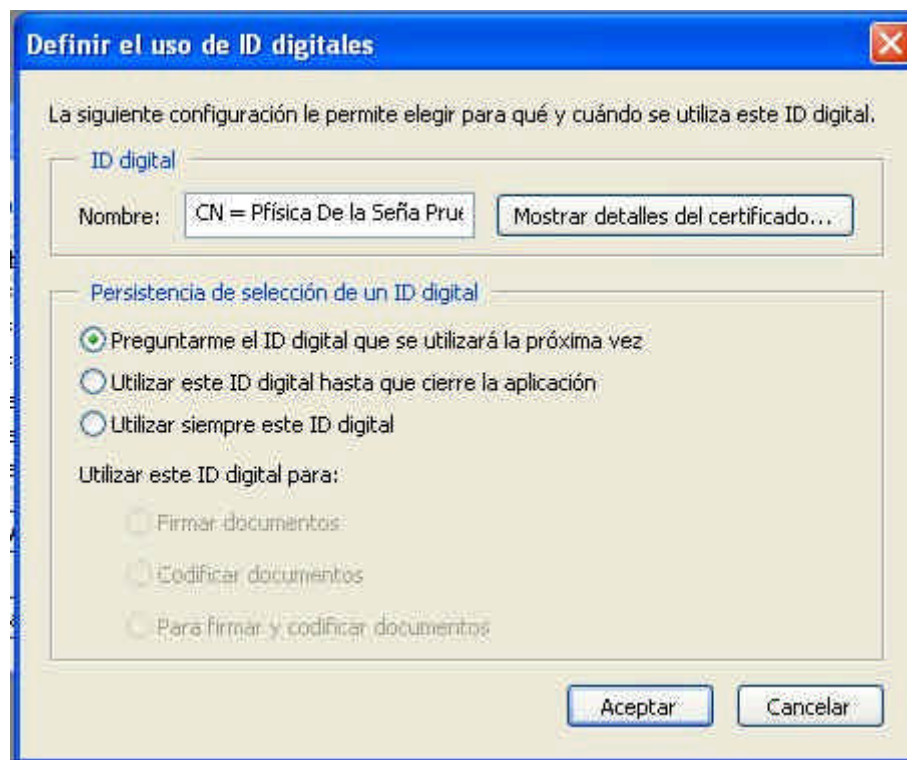 Definir el uso de ID digitales
La siguiente configuración le permite elegir para qué y cuándo se utiliza este ID digital.
ID digital
Nombre: CN = Pfísica De la Seña Prue Mostrar detalles del certificado...
Persistencia de selección de un ID digital
Preguntarme el ID digital que se utilizará la próxima vez
Utilizar este ID digital hasta que cierre la aplicación
Utilizar siempre este ID digital
Utilizar este ID digital para:
Firmar documentos
Codificar documentos
Para firmar y codificar documentos
Aceptar Cancelar